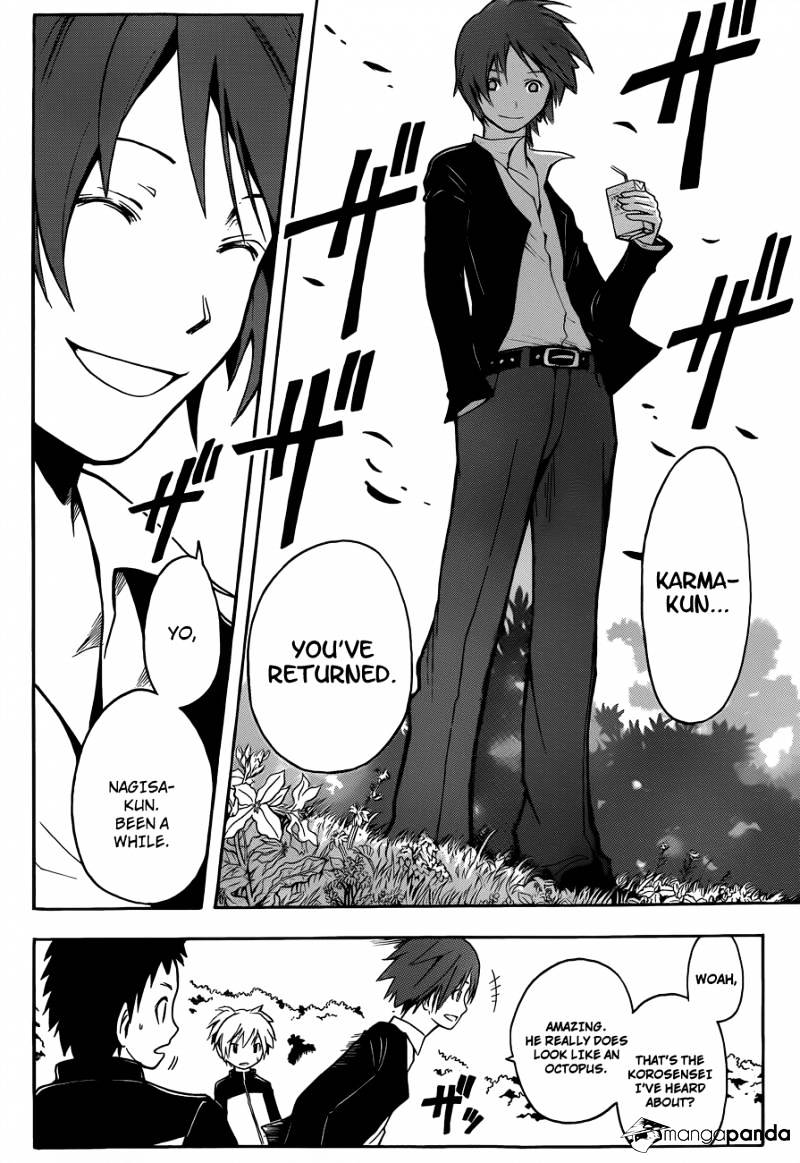 KARMA-
KUN...
YOU'VE
RETURNED.
ザ
ザ
ザ
ザ
ザ
ザ
YO,
NAGISA-
KUN.
BEEN A
WHILE.
WOAH,
THAT'S THE
KOROSENSEI
I'VE HEARD
ABOUT?
AMAZING.
HE REALLY DOES
LOOK LIKE AN
OCTOPUS.
ザッ
mangapanda